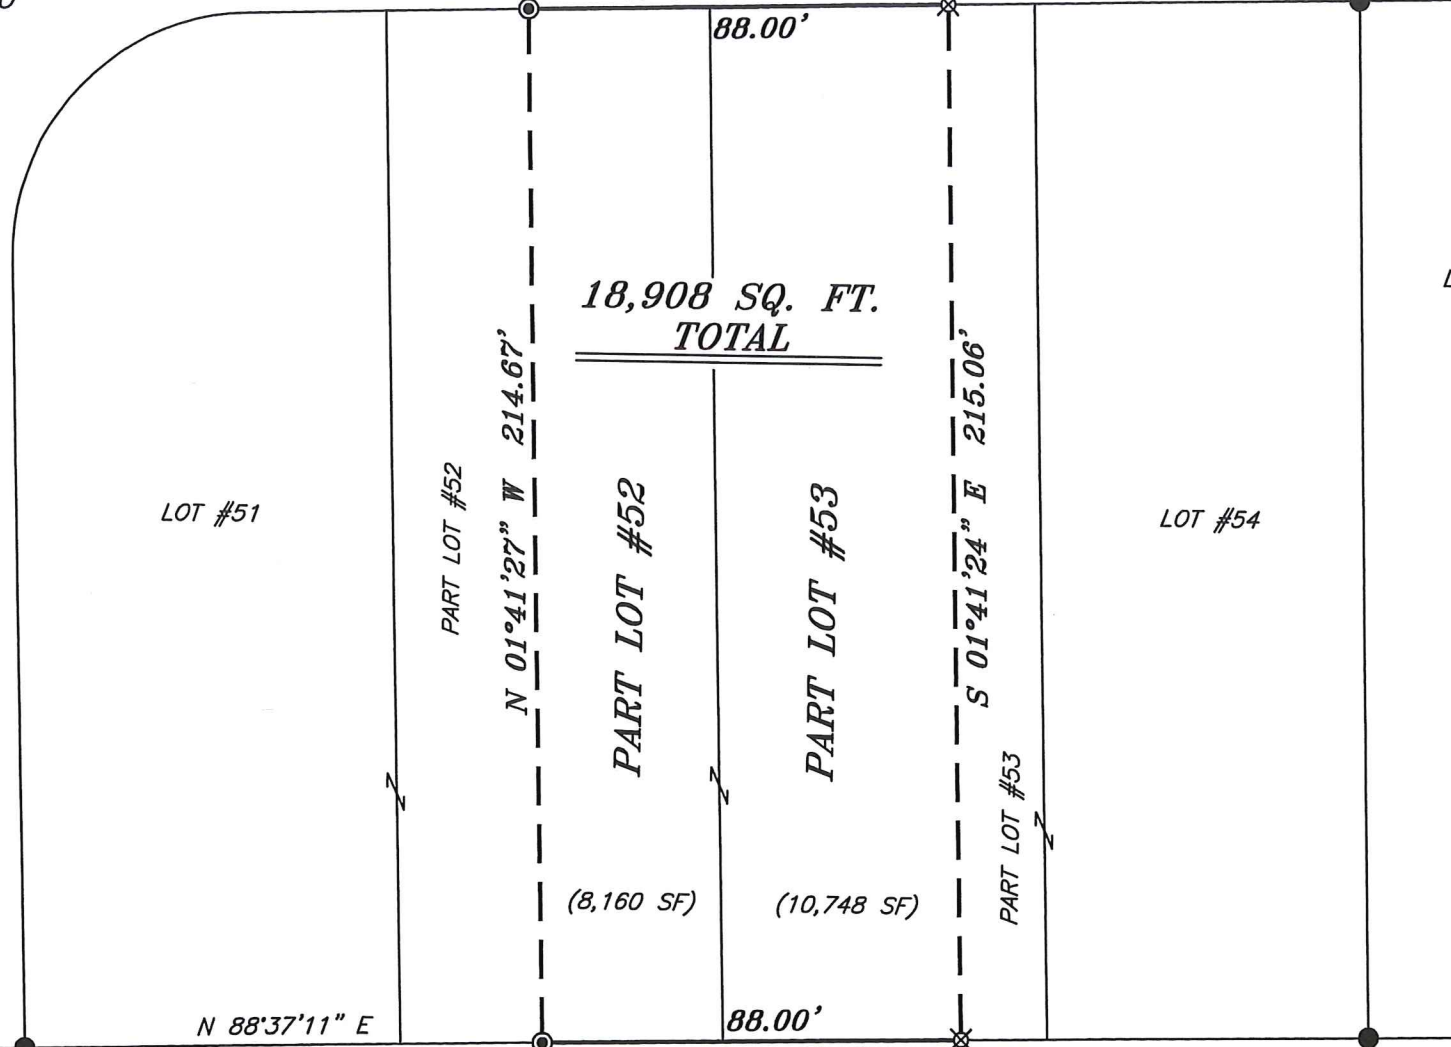 88.00'
18,908 SQ. FT.
TOTAL
N 01°41'27" W 214.67'
S 01°41'24" E 215.06'
LOT #51
PART LOT #52
PART LOT #52
PART LOT #53
LOT #54
PART LOT #53
(8,160 SF)
(10,748 SF)
N 88°37'11" E
88.00'